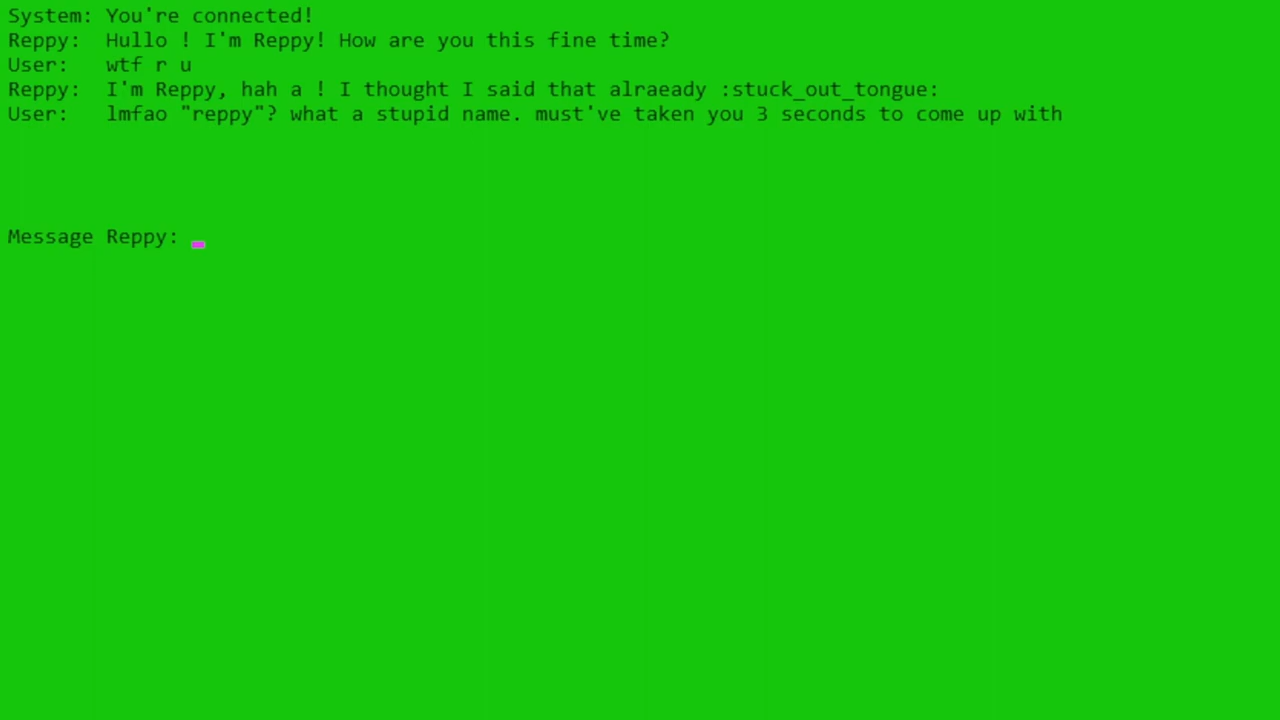 System: You're connected!
Reppy: Hullo ! I'm Reppy! How are you this fine time?
User: wtf r u
Reppy: I'm Reppy, hah a ! I thought I said that alraeady :stuck_out_tongue:
User: lmfao "reppy"? what a stupid name. must've taken you 3 seconds to come up with
Message Reppy: